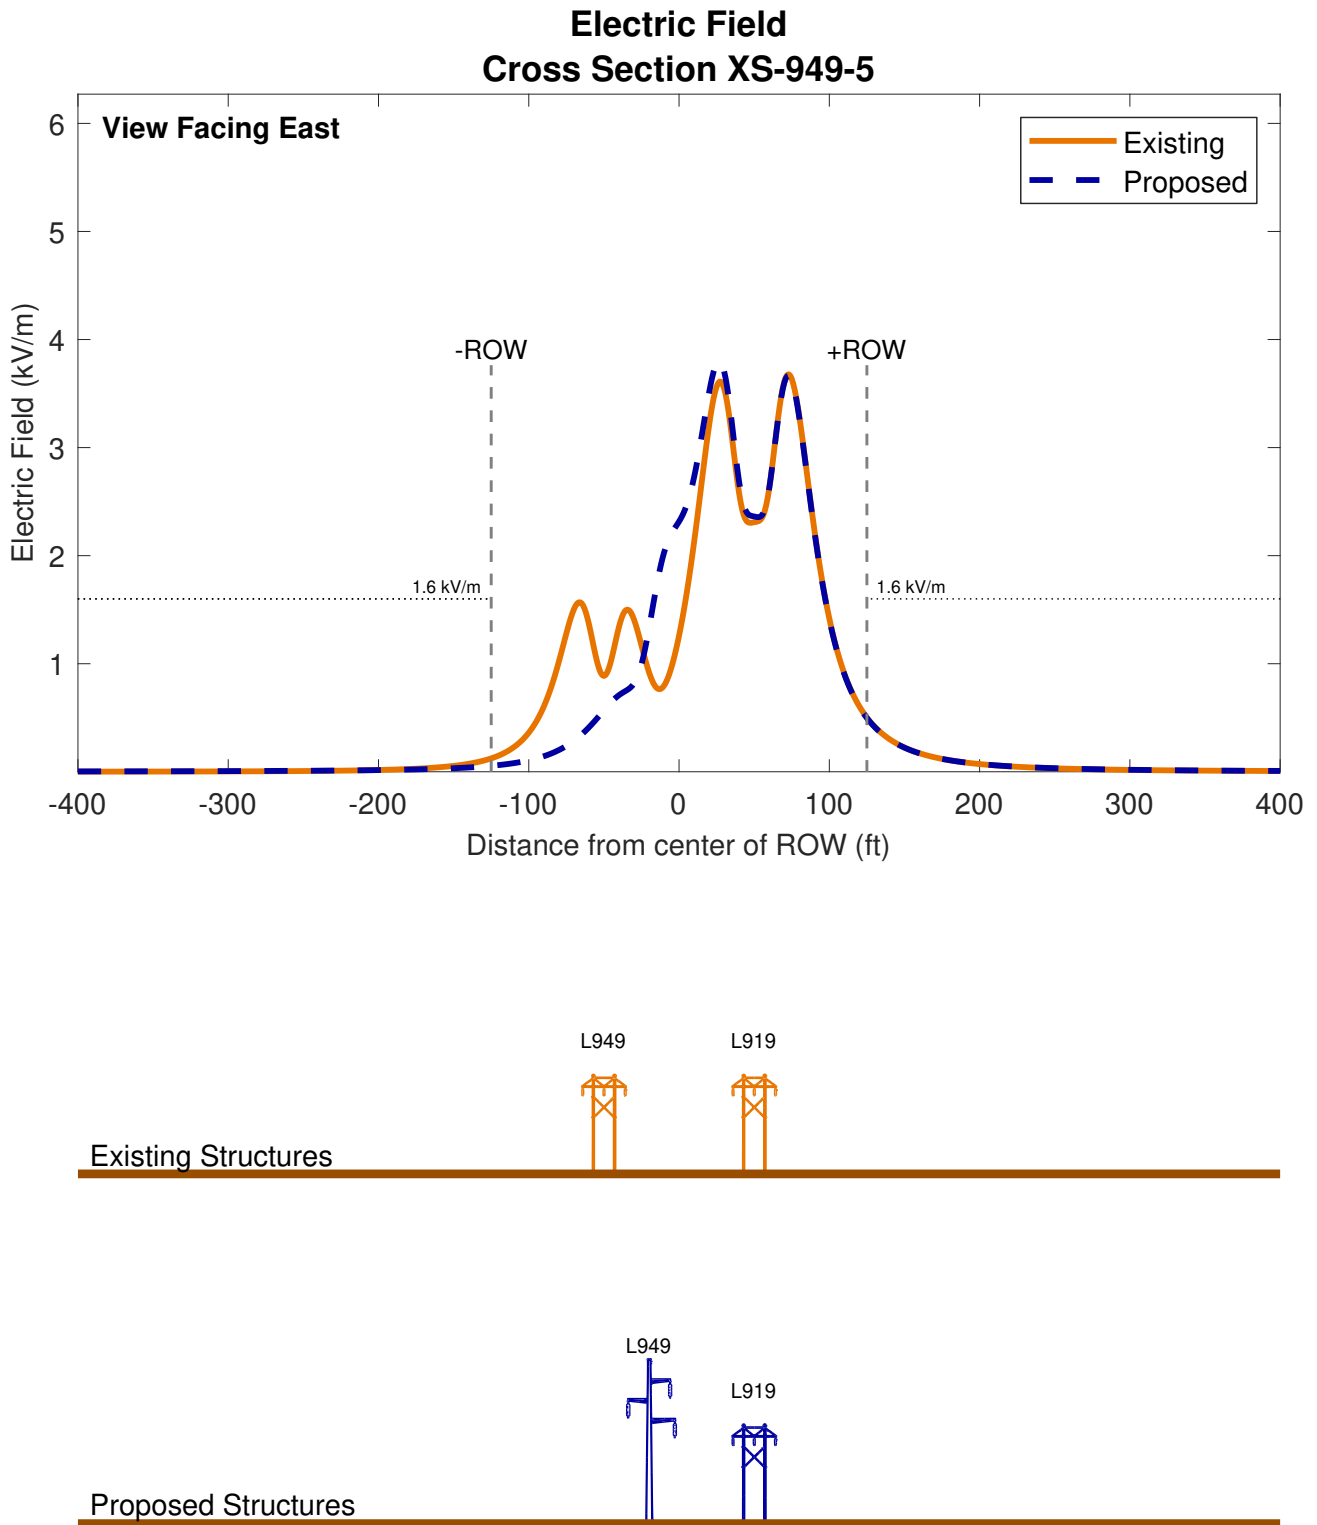 Electric Field
Cross Section XS-949-5
View Facing East
Existing
Proposed
6
5
4
3
2
1
Electric Field (kV/m)
-ROW
+ROW
1.6 kV/m
1.6 kV/m
-400 -300 -200 -100 0 100 200 300 400
Distance from center of ROW (ft)
L949 L919
Existing Structures
L949
L919
Proposed Structures